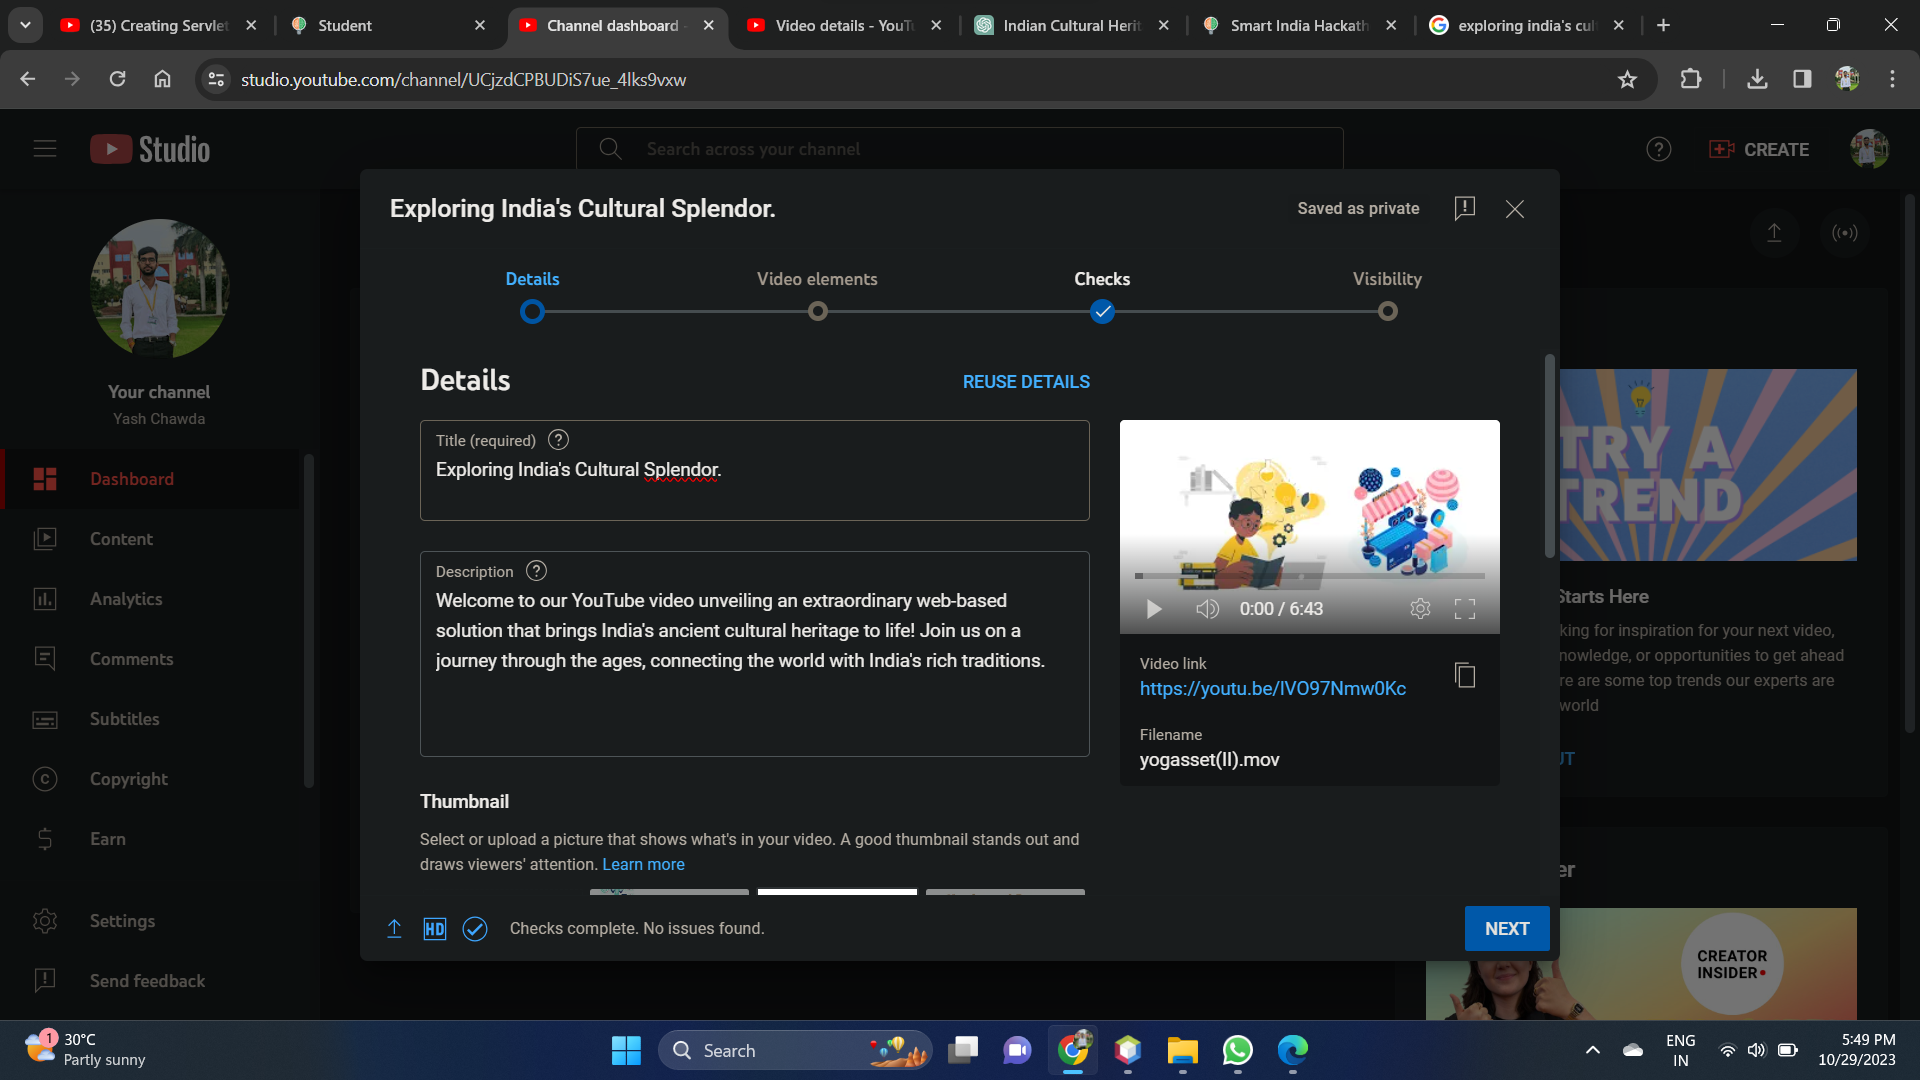 (35) Creating Servlet
Student
Channel dashboard -
Video details - YouTu
Indian Cultural Herit
Smart India Hackath
exploring india's cul
studio.youtube.com/channel/UCjzdCPBUDiS7ue_4lks9vxw
Studio
Search across your channel
CREATE
Exploring India's Cultural Splendor.
Saved as private
Details
Video elements
Checks
Visibility
Your channel
Yash Chawda
Dashboard
Content
Analytics
Comments
Subtitles
Copyright
Earn
Settings
Send feedback
Details
REUSE DETAILS
Title (required)
Exploring India's Cultural Splendor.
Description
Welcome to our YouTube video unveiling an extraordinary web-based
solution that brings India's ancient cultural heritage to life! Join us on a
journey through the ages, connecting the world with India's rich traditions.
Thumbnail
Select or upload a picture that shows what's in your video. A good thumbnail stands out and
draws viewers' attention. Learn more
0:00 / 6:43
Video link
https://youtu.be/IVO97Nmw0Kc
Filename
yogasset(II).mov
HD
Checks complete. No issues found.
NEXT
TRY A
TREND
Starts Here
king for inspiration for your next video,
nowledge, or opportunities to get ahead
re are some top trends our experts are
world
UT
er
CREATOR
INSIDER
1
30°C
Partly sunny
Search
ENG
IN
5:49 PM
10/29/2023